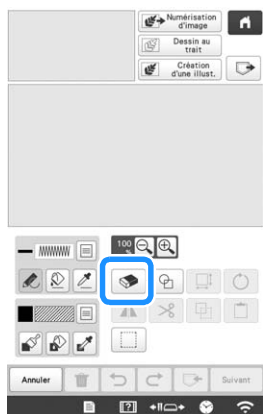 Numérisation
d'image
Dessin au
trait
Création
d'une illust.
100
%
Annuler
Suivant